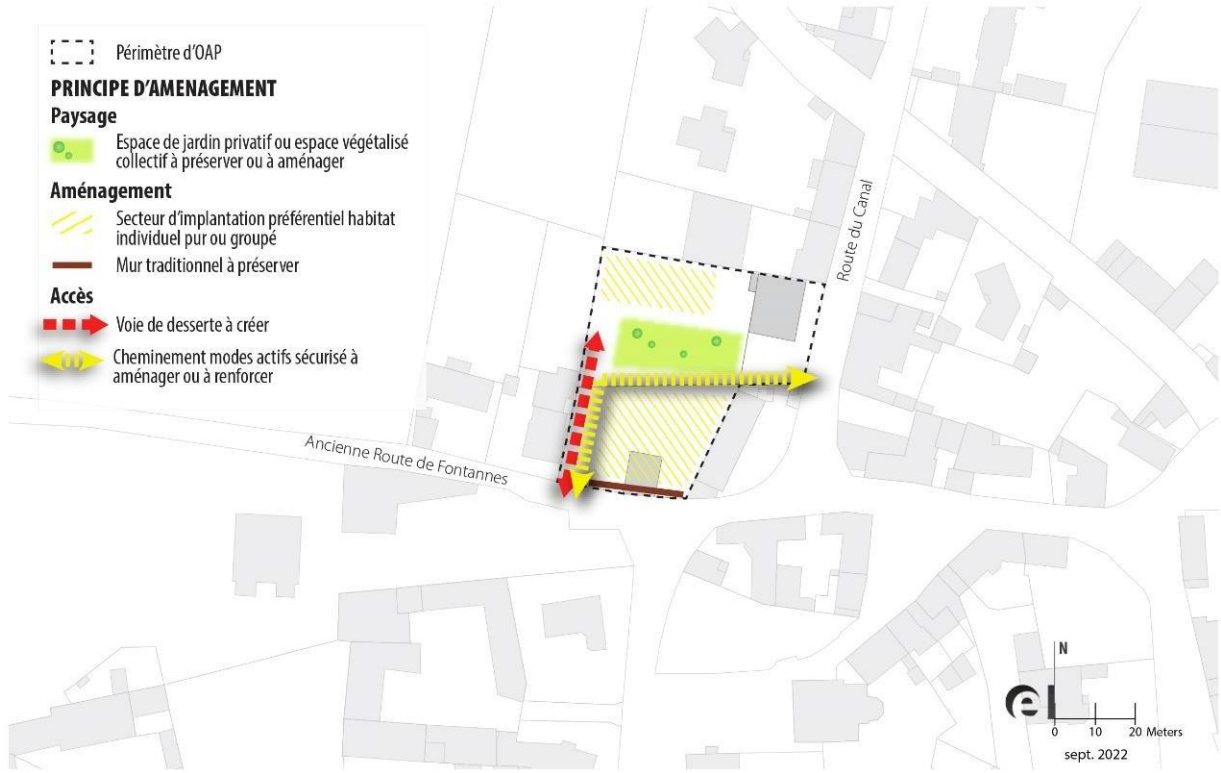 Périmètre d'OAP
PRINCIPE D'AMENAGEMENT
Paysage
Espace de jardin privatif ou espace végétalisé
collectif à préserver ou à aménager
Aménagement
Secteur d'implantation préférentiel habitat
individuel pur ou groupé
Mur traditionnel à préserver
Accès
Voie de desserte à créer
Cheminement modes actifs sécurisé à
aménager ou à renforcer
Route du Canal
Ancienne Route de Fontannes
N
e
0 10 20 Meters
sept. 2022